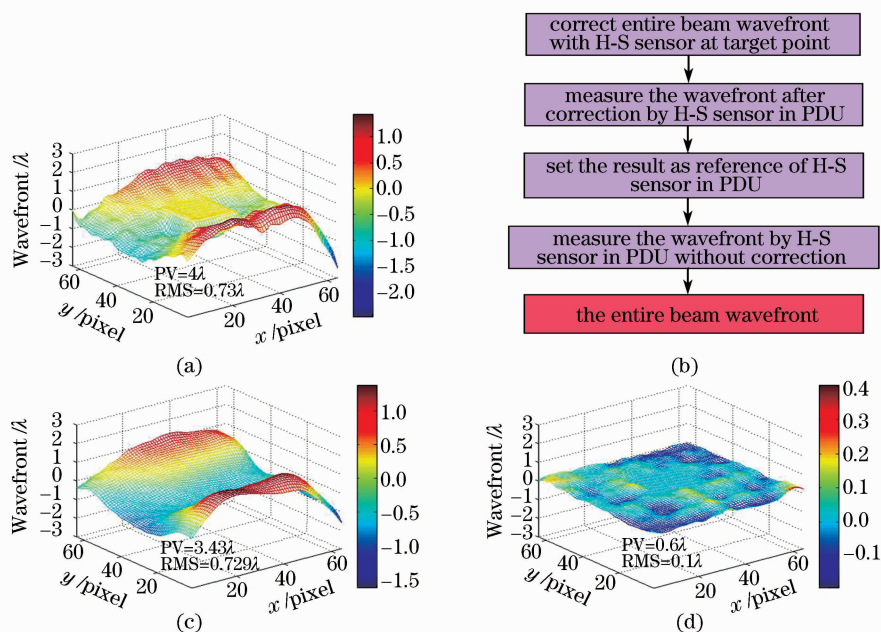 correct entire beam wavefront
with H-S sensor at target point
measure the wavefront after
correction by H-S sensor in PDU
set the result as reference of H-S
sensor in PDU
measure the wavefront by H-S
sensor in PDU without correction
the entire beam wavefront
(b)
Wavefront/λ
3
2
1
0
−1
−2
−3
60
40
20
y/pixel
20
40
60
x/pixel
PV=4λ
RMS=0.73λ
1.0
0.5
0.0
−0.5
−1.0
−1.5
−2.0
(a)
Wavefront/λ
3
2
1
0
−1
−2
−3
60
40
20
y/pixel
20
40
60
x/pixel
PV=3.43λ
RMS=0.729λ
1.0
0.5
0.0
−0.5
−1.0
−1.5
(c)
Wavefront/λ
3
2
1
0
−1
−2
−3
60
40
20
y/pixel
20
40
60
x/pixel
PV=0.6λ
RMS=0.1λ
0.4
0.3
0.2
0.1
0.0
−0.1
(d)